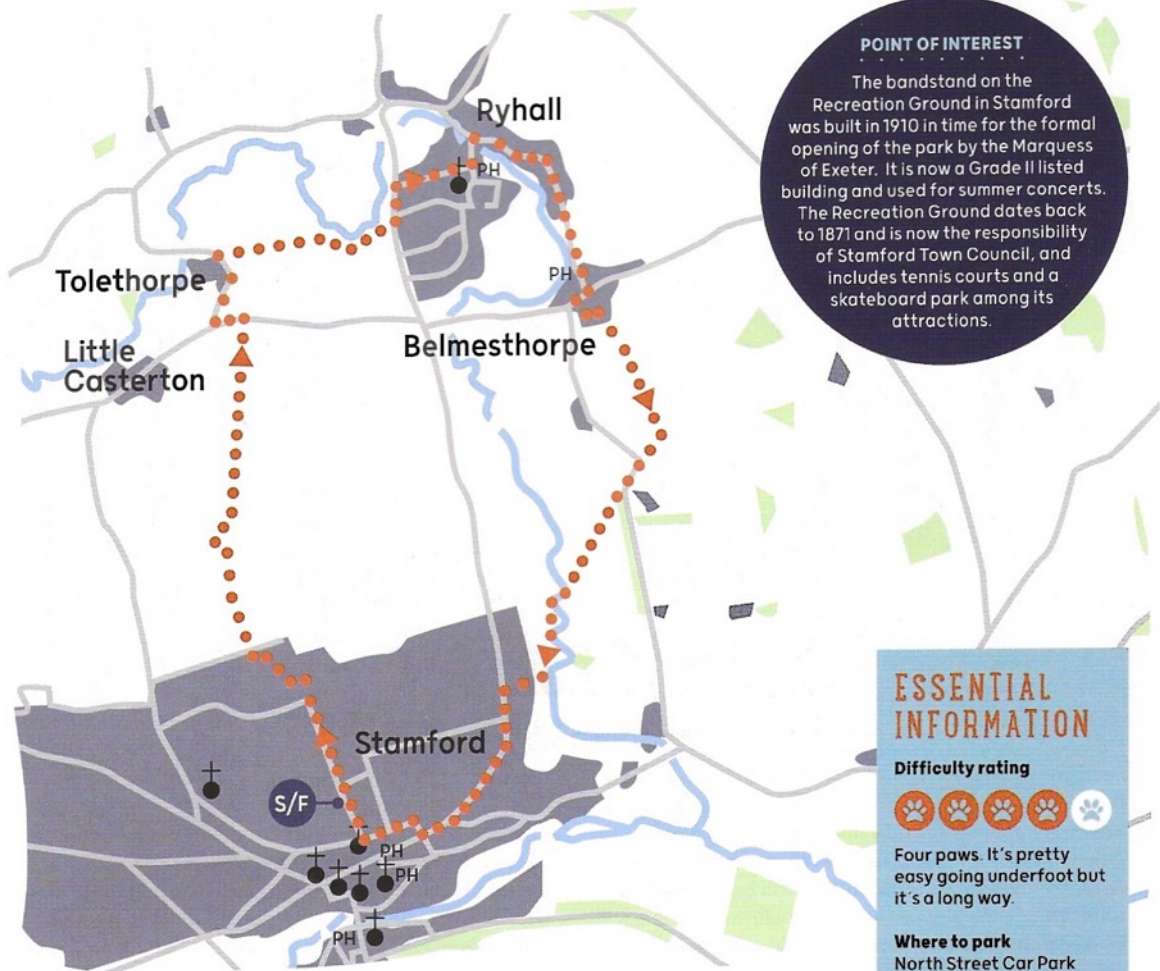 POINT OF INTEREST
The bandstand on the
Recreation Ground in Stamford
was built in 1910 in time for the formal
opening of the park by the Marquess
of Exeter. It is now a Grade II listed
building and used for summer concerts.
The Recreation Ground dates back
to 1871 and is now the responsibility
of Stamford Town Council, and
includes tennis courts and a
skateboard park among its
attractions.
Ryhall
PH
Tolethorpe
PH
Little
Casterton
Belmesthorpe
Stamford
S/F
PH
PH
PH
ESSENTIAL
INFORMATION
Difficulty rating
Four paws. It's pretty
easy going underfoot but
it's a long way.
Where to park
North Street Car Park